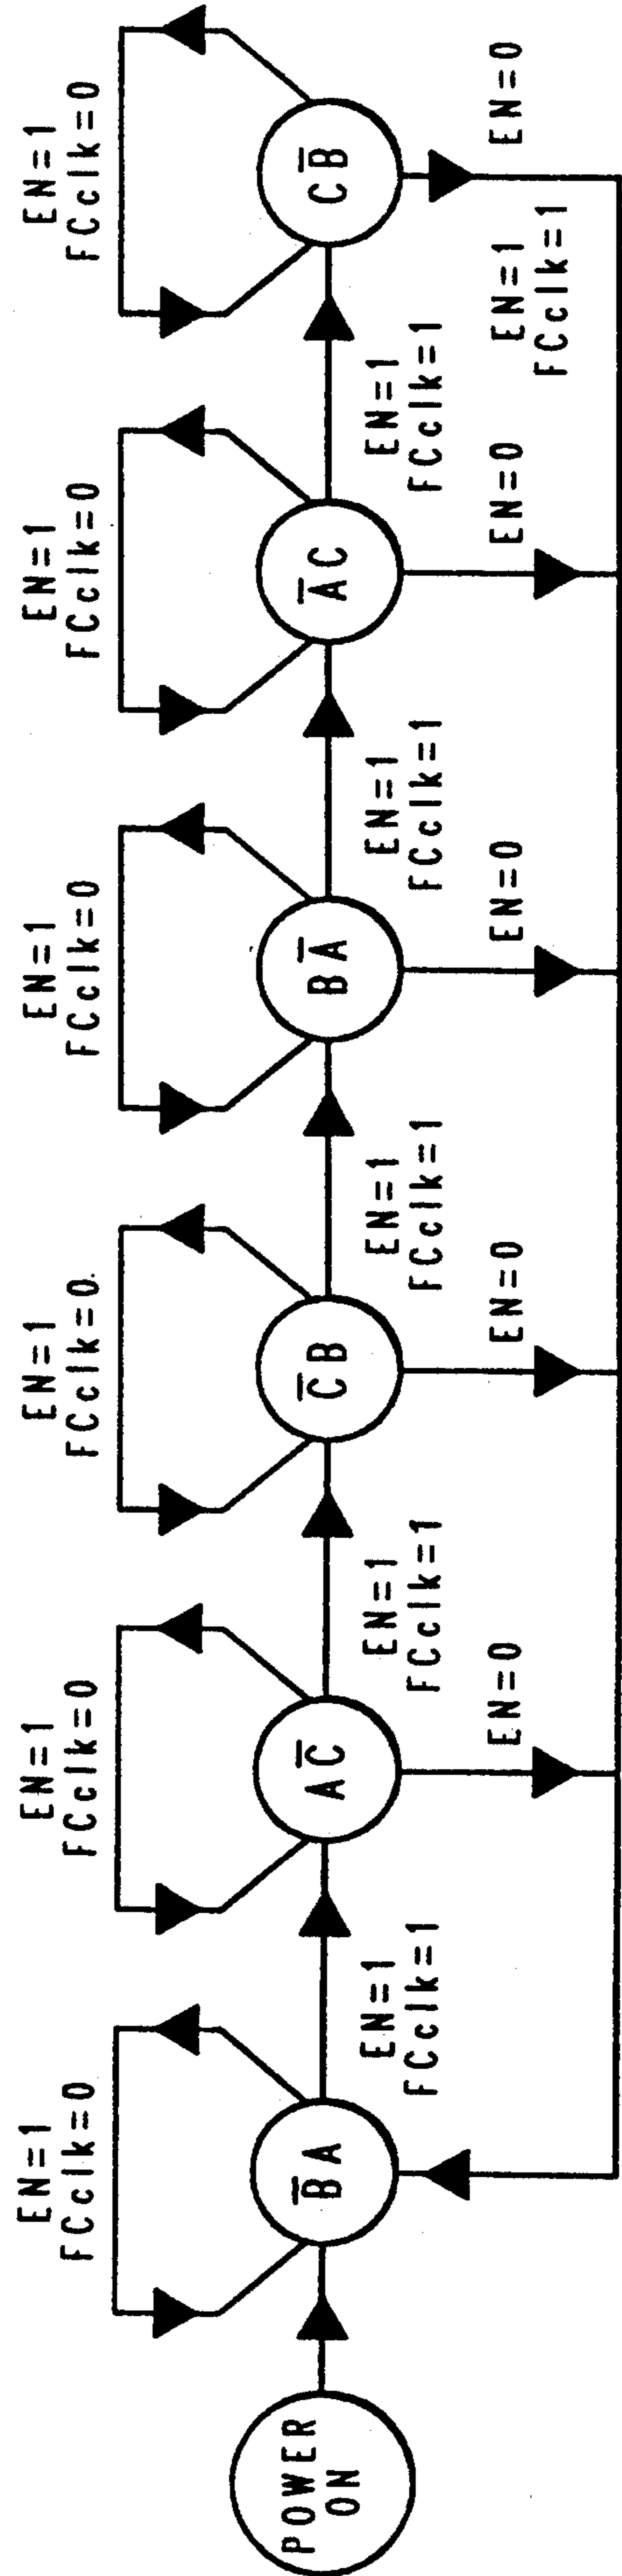 POWER
ON
EN=1
FCclk=0
B̅A
EN=1
FCclk=1
EN=1
FCclk=0
AC̅
EN=0
EN=1
FCclk=1
EN=1
FCclk=0
C̅B
EN=0
EN=1
FCclk=1
EN=1
FCclk=0
BA̅
EN=0
EN=1
FCclk=1
EN=1
FCclk=0
A̅C
EN=0
EN=1
FCclk=1
EN=1
FCclk=0
CB̅
EN=0
EN=1
FCclk=1